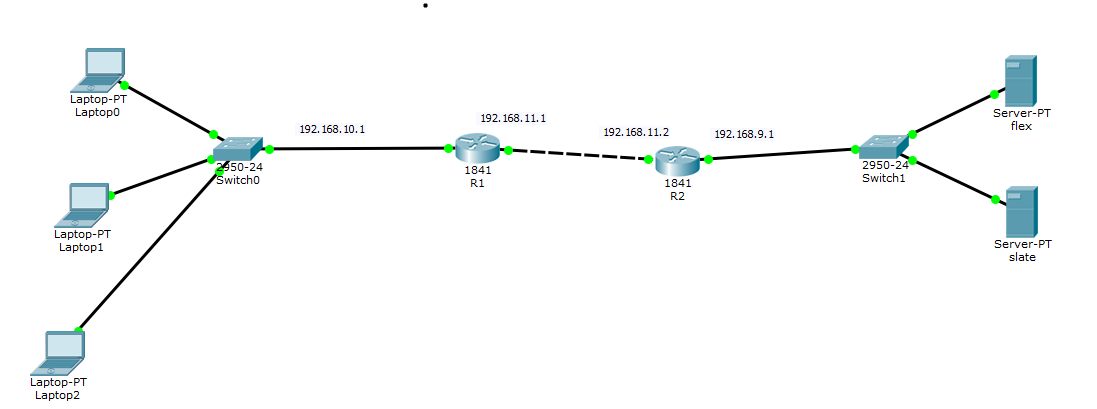 Laptop-PT
Laptop0
192.168.10.1
192.168.11.1
192.168.11.2
192.168.9.1
Server-PT
flex
2950-24
Switch0
1841
R1
1841
R2
2950-24
Switch1
Laptop-PT
Laptop1
Server-PT
slate
Laptop-PT
Laptop2